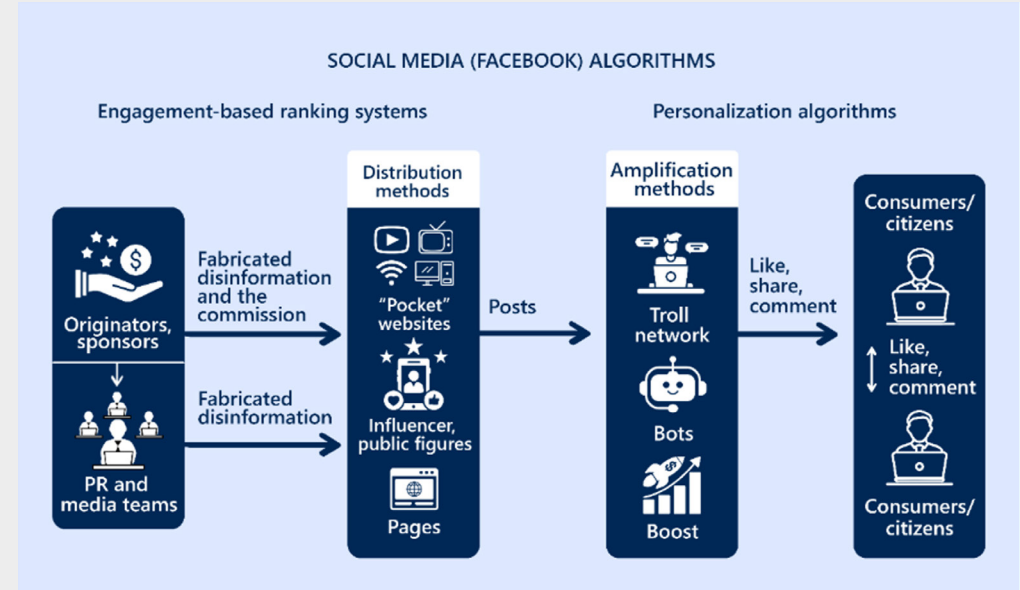 SOCIAL MEDIA (FACEBOOK) ALGORITHMS
Engagement-based ranking systems
Personalization algorithms
Originators,
sponsors
PR and
media teams
Fabricated
disinformation
and the
commission
Fabricated
disinformation
Distribution
methods
“Pocket”
websites
Influencer,
public figures
Pages
Posts
Amplification
methods
Troll
network
Bots
Boost
Like,
share,
comment
Consumers/
citizens
Like,
share,
comment
Consumers/
citizens